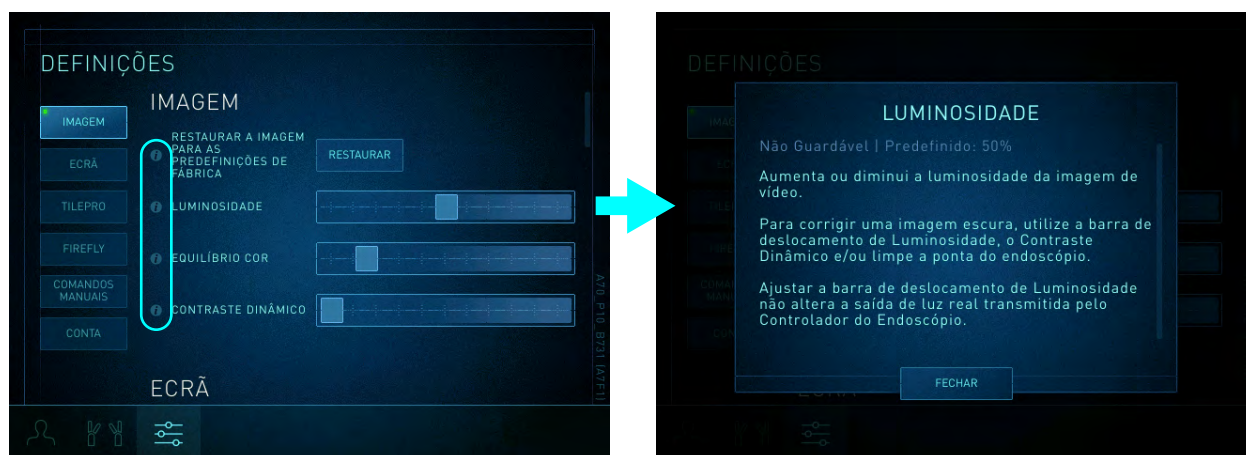 DEFINIÇÕES
IMAGEM
ECRÃ
TILEPRO
FIREFLY
COMANDOS
MANUAIS
CONTA
IMAGEM
RESTAURAR A IMAGEM
PARA AS
PREDEFINIÇÕES DE
FÁBRICA
RESTAURAR
LUMINOSIDADE
EQUILÍBRIO COR
CONTRASTE DINÂMICO
ECRÃ
A70_P10_B731 [A7F1]
DEFINIÇÕES
LUMINOSIDADE
Não Guardável | Predefinido: 50%
Aumenta ou diminui a luminosidade da imagem de
vídeo.
Para corrigir uma imagem escura, utilize a barra de
deslocamento de Luminosidade, o Contraste
Dinâmico e/ou limpe a ponta do endoscópio.
Ajustar a barra de deslocamento de Luminosidade
não altera a saída de luz real transmitida pelo
Controlador do Endoscópio.
FECHAR